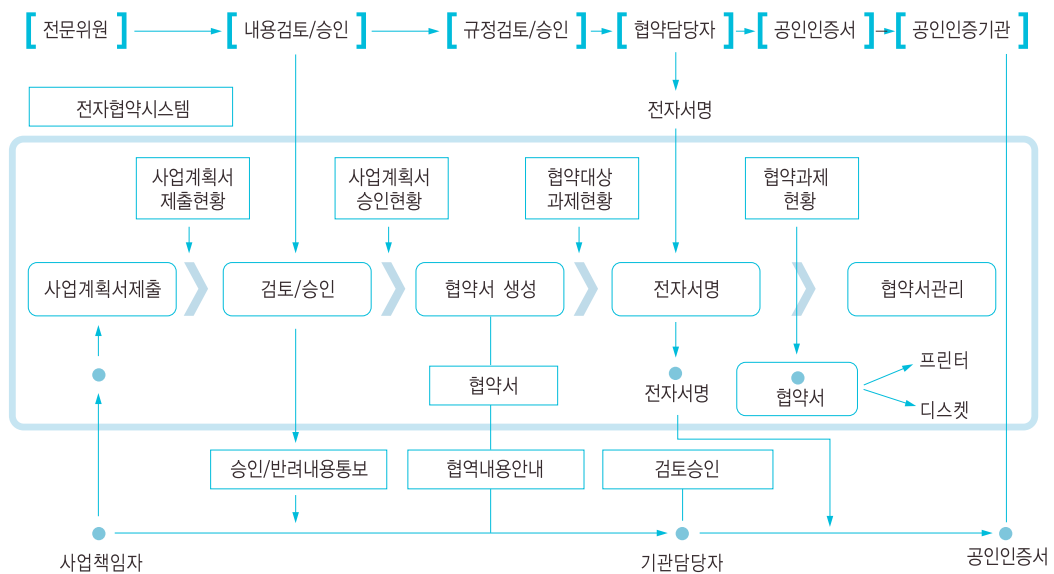 [ 전문위원 ] [ 내용검토/승인 ] [ 규정검토/승인 ] [ 협약담당자 ] [ 공인인증서 ] [ 공인인증기관 ]
전자협약시스템
전자서명
사업계획서
제출현황
사업계획서
승인현황
협약대상
과제현황
협약과제
현황
사업계획서제출
검토/승인
협약서 생성
전자서명
협약서관리
협약서
전자서명
협약서
프린터
디스켓
승인/반려내용통보
협역내용안내
검토승인
사업책임자
기관담당자
공인인증서